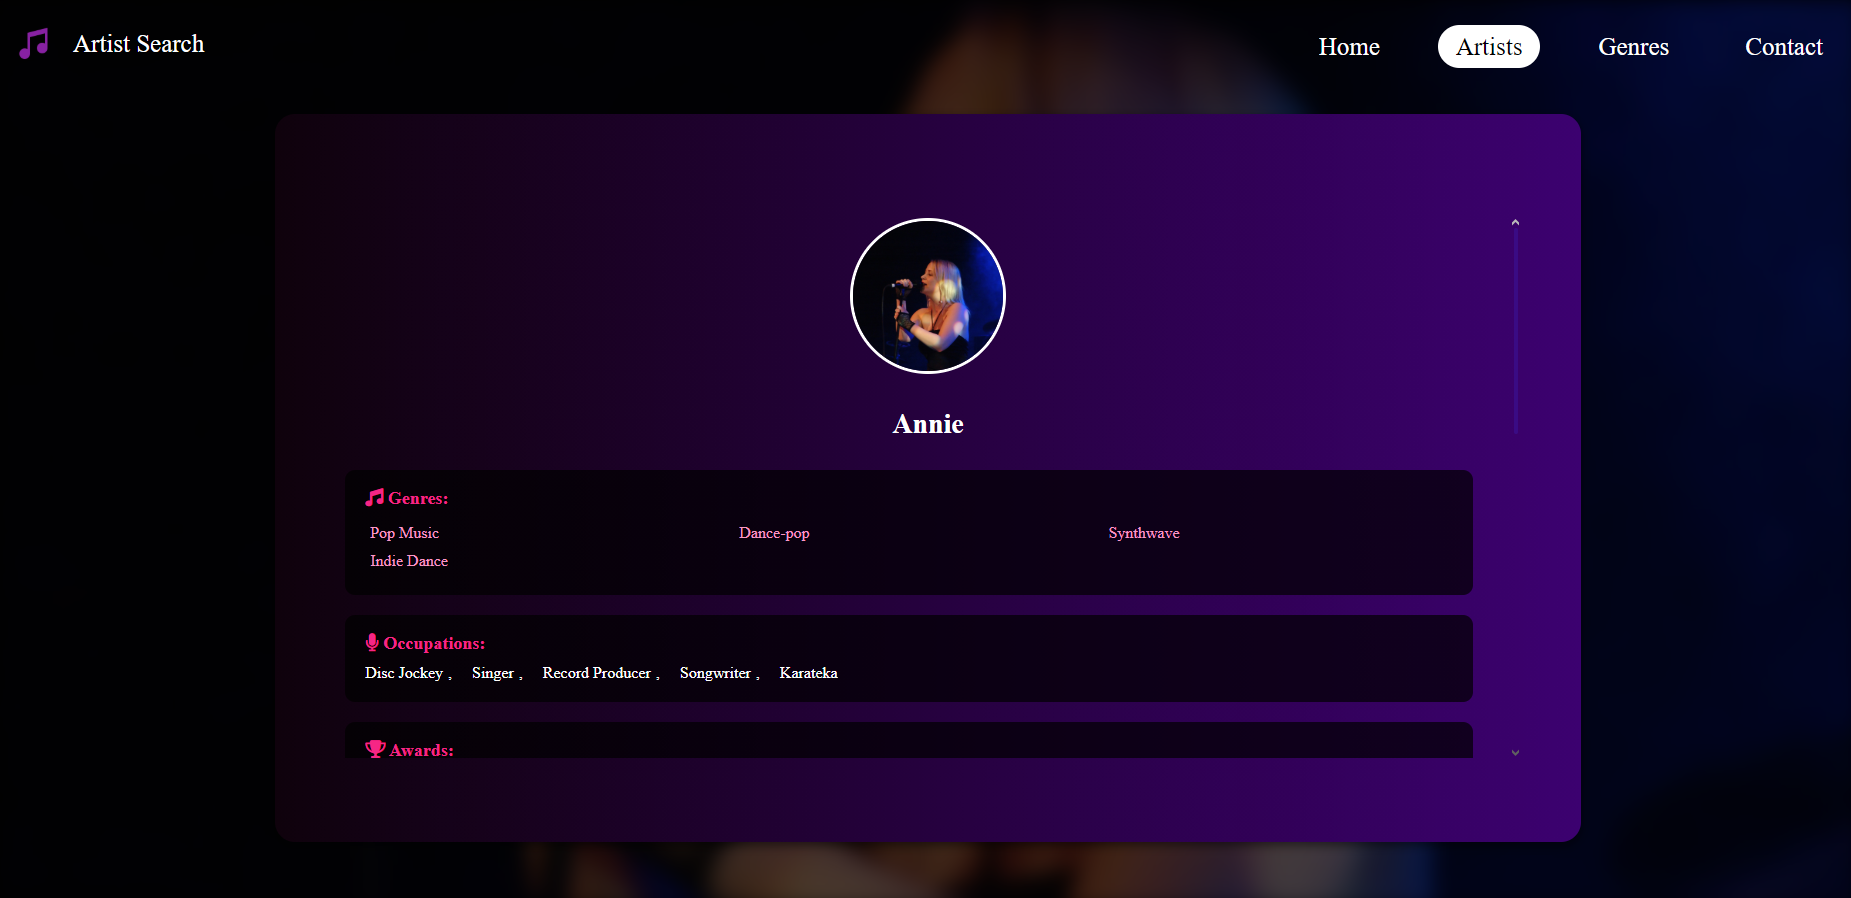 Artist Search
Home Artists Genres Contact
Annie
Genres:
Pop Music Dance-pop Synthwave
Indie Dance
Occupations:
Disc Jockey , Singer , Record Producer , Songwriter , Karateka
Awards: